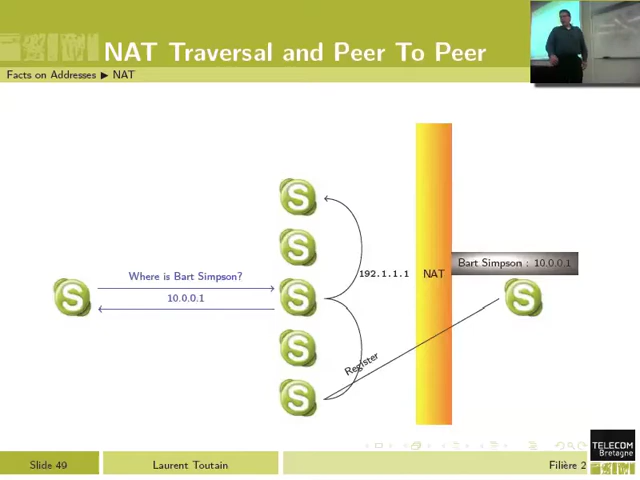 NAT Traversal and Peer To Peer
Facts on Addresses ▶ NAT
Bart Simpson : 10.0.0.1
Where is Bart Simpson?
192.1.1.1
NAT
10.0.0.1
Register
TELECOM
Bretagne
Slide 49
Laurent Toutain
Filière 2